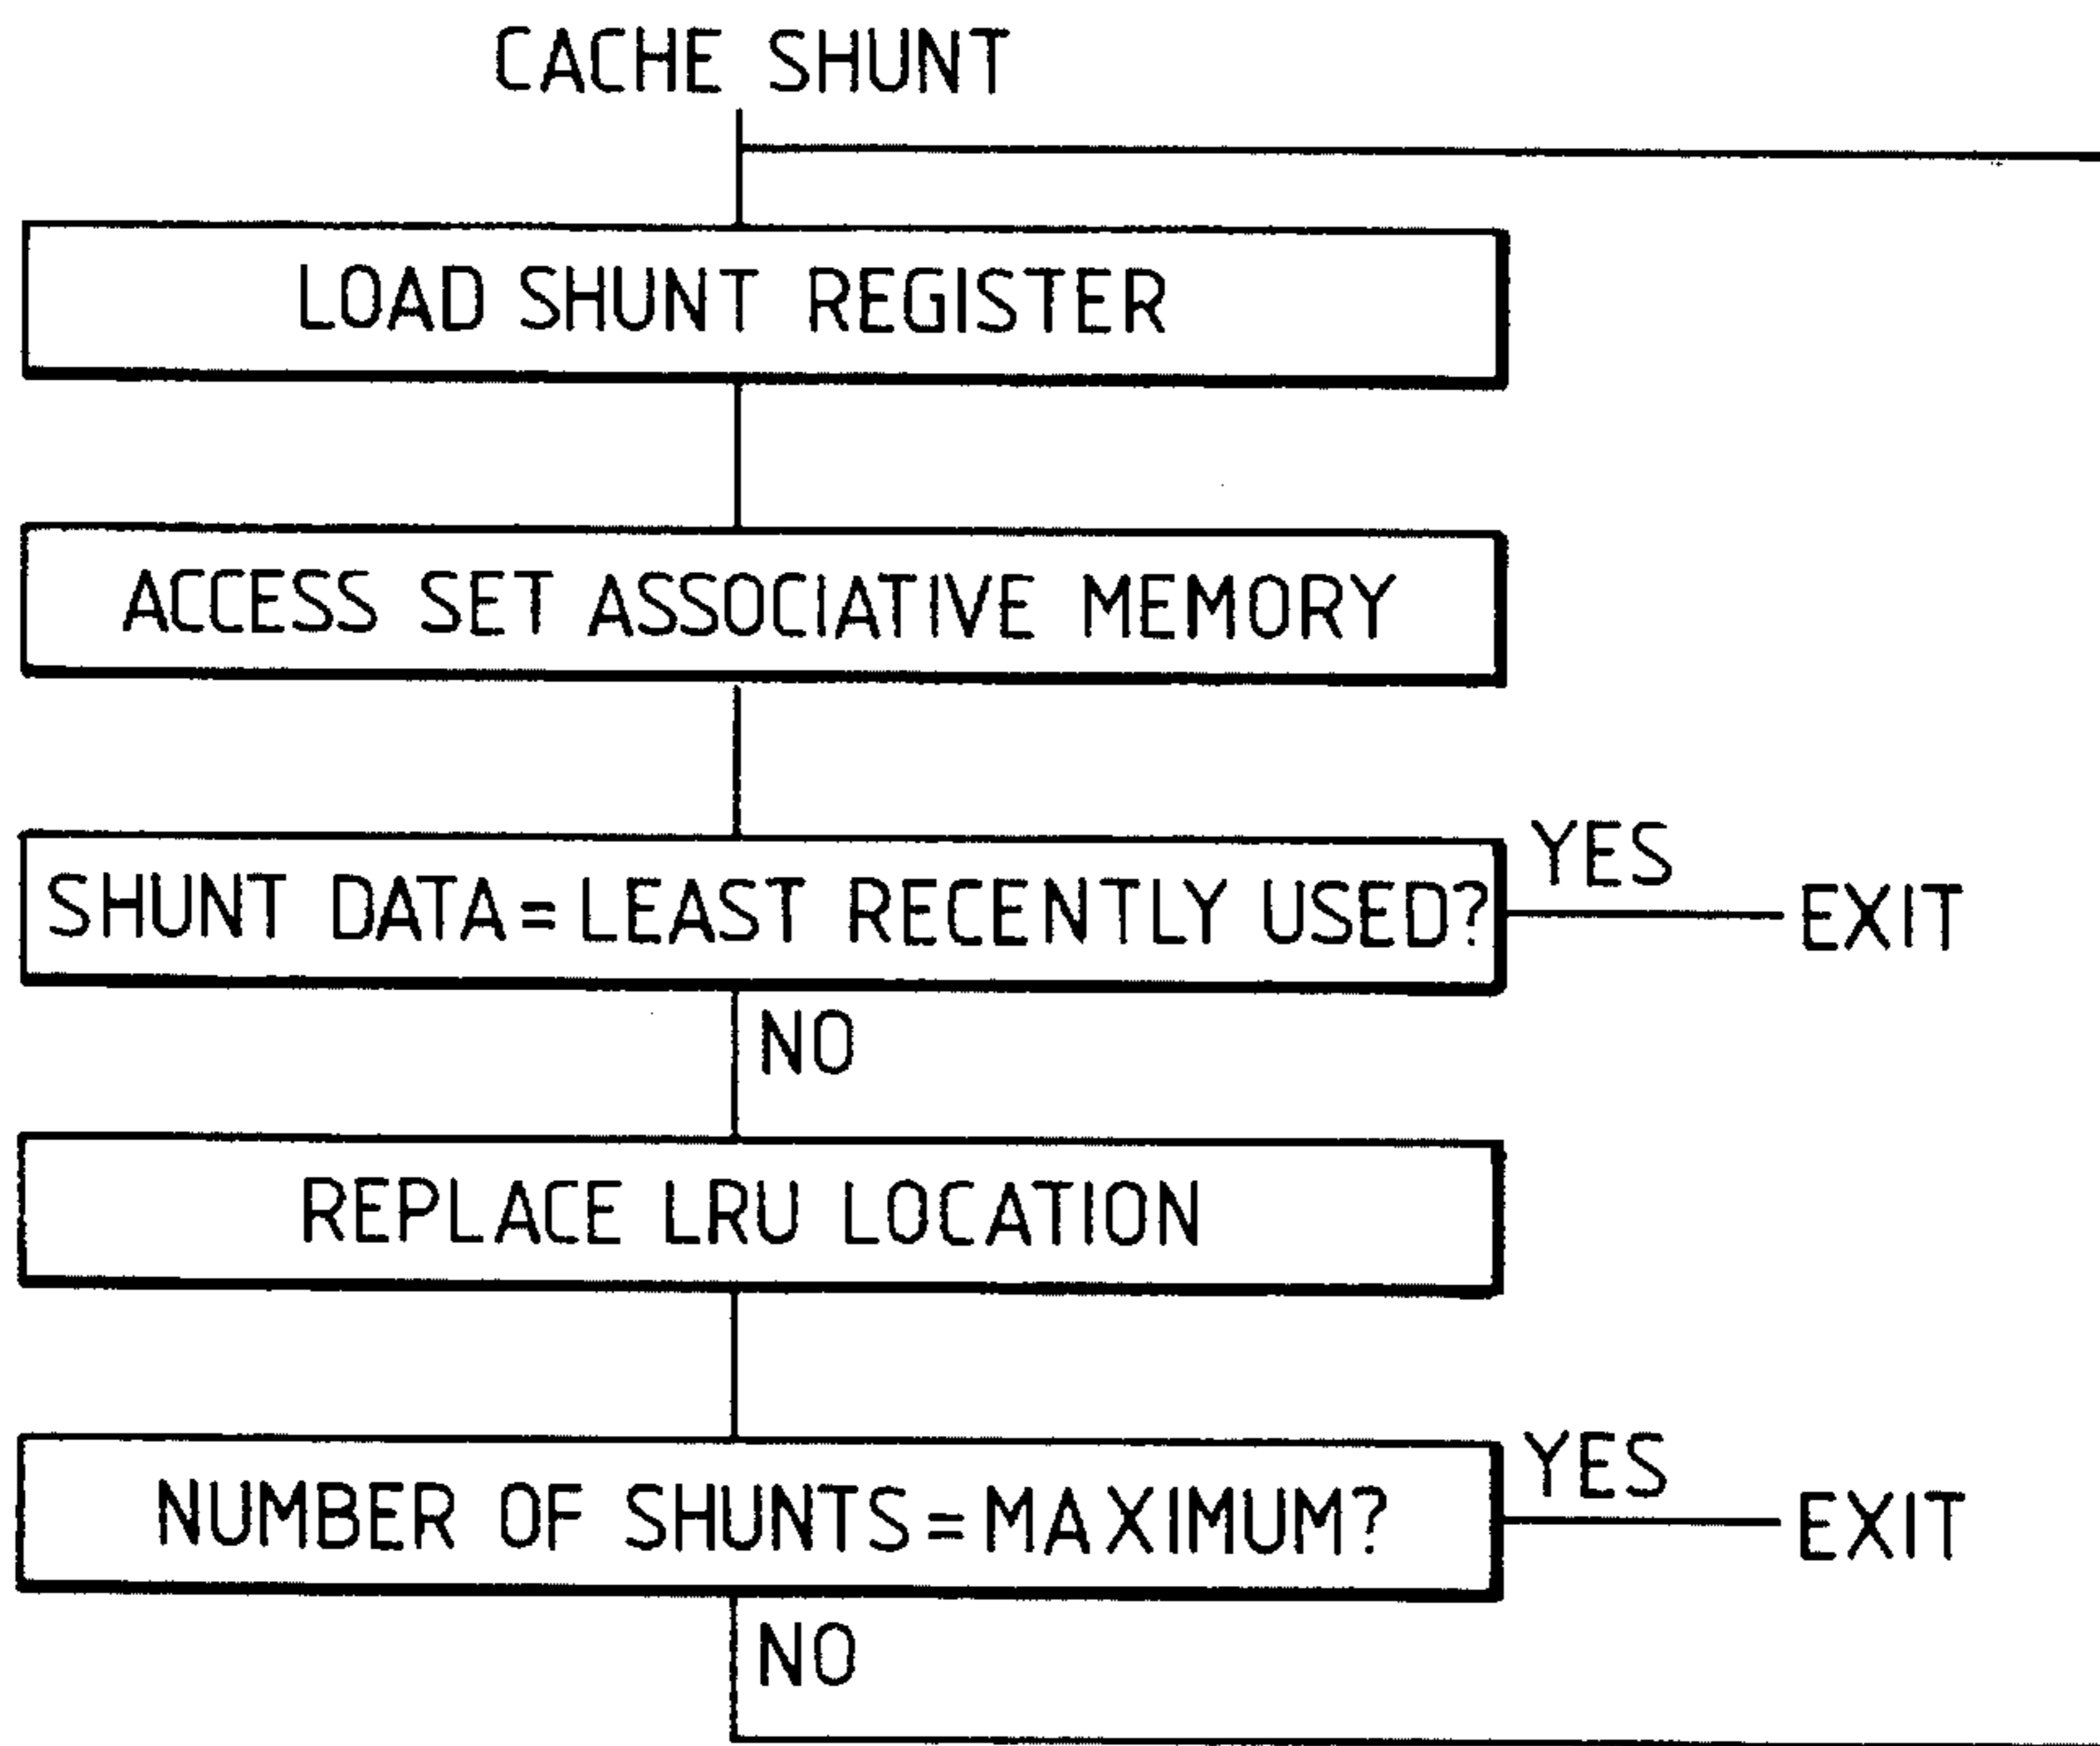 CACHE SHUNT
LOAD SHUNT REGISTER
ACCESS SET ASSOCIATIVE MEMORY
SHUNT DATA = LEAST RECENTLY USED?
YES
EXIT
NO
REPLACE LRU LOCATION
NUMBER OF SHUNTS = MAXIMUM?
YES
EXIT
NO